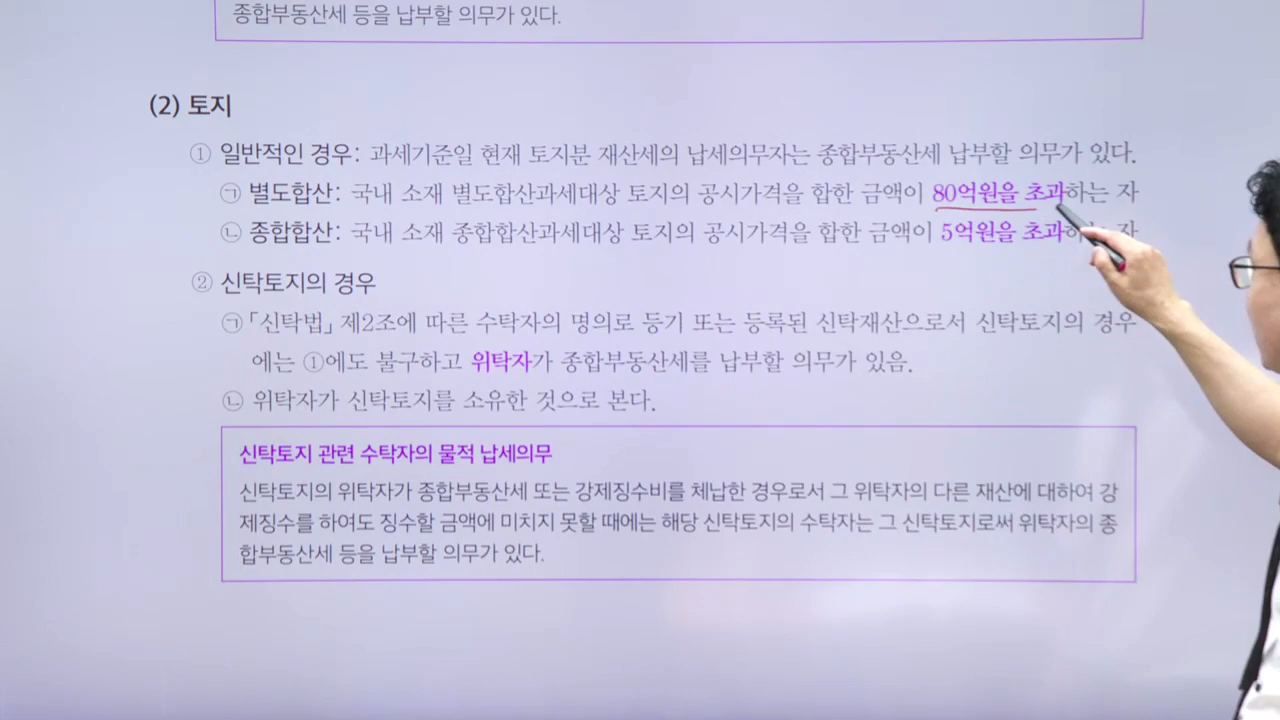 종합부동산세 등을 납부할 의무가 있다.
(2) 토지
① 일반적인 경우: 과세기준일 현재 토지분 재산세의 납세의무자는 종합부동산세 납부할 의무가 있다.
㉠ 별도합산: 국내 소재 별도합산과세대상 토지의 공시가격을 합한 금액이 80억원을 초과하는 자
㉡ 종합합산: 국내 소재 종합합산과세대상 토지의 공시가격을 합한 금액이 5억원을 초과하 자
② 신탁토지의 경우
㉠ 「신탁법」 제2조에 따른 수탁자의 명의로 등기 또는 등록된 신탁재산으로서 신탁토지의 경우
에는 ①에도 불구하고 위탁자가 종합부동산세를 납부할 의무가 있음.
㉡ 위탁자가 신탁토지를 소유한 것으로 본다.
신탁토지 관련 수탁자의 물적 납세의무
신탁토지의 위탁자가 종합부동산세 또는 강제징수비를 체납한 경우로서 그 위탁자의 다른 재산에 대하여 강
제징수를 하여도 징수할 금액에 미치지 못할 때에는 해당 신탁토지의 수탁자는 그 신탁토지로써 위탁자의 종
합부동산세 등을 납부할 의무가 있다.